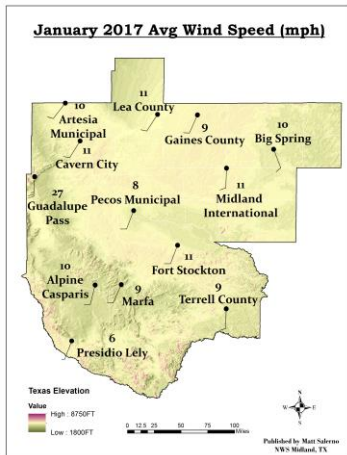 January 2017 Avg Wind Speed (mph)
10
Artesia
Municipal
11
Lea County
9
Gaines County
10
Big Spring
11
Cavern City
27
Guadalupe
Pass
8
Pecos Municipal
11
Midland
International
11
Fort Stockton
10
Alpine
Casparis
9
Marfa
9
Terrell County
6
Presidio Lely
Texas Elevation
Value
High : 8750FT
Low : 1800FT
0 12.5 25 50 75 100
Miles
N
W E
S
Published by Matt Salerno
NWS Midland, TX